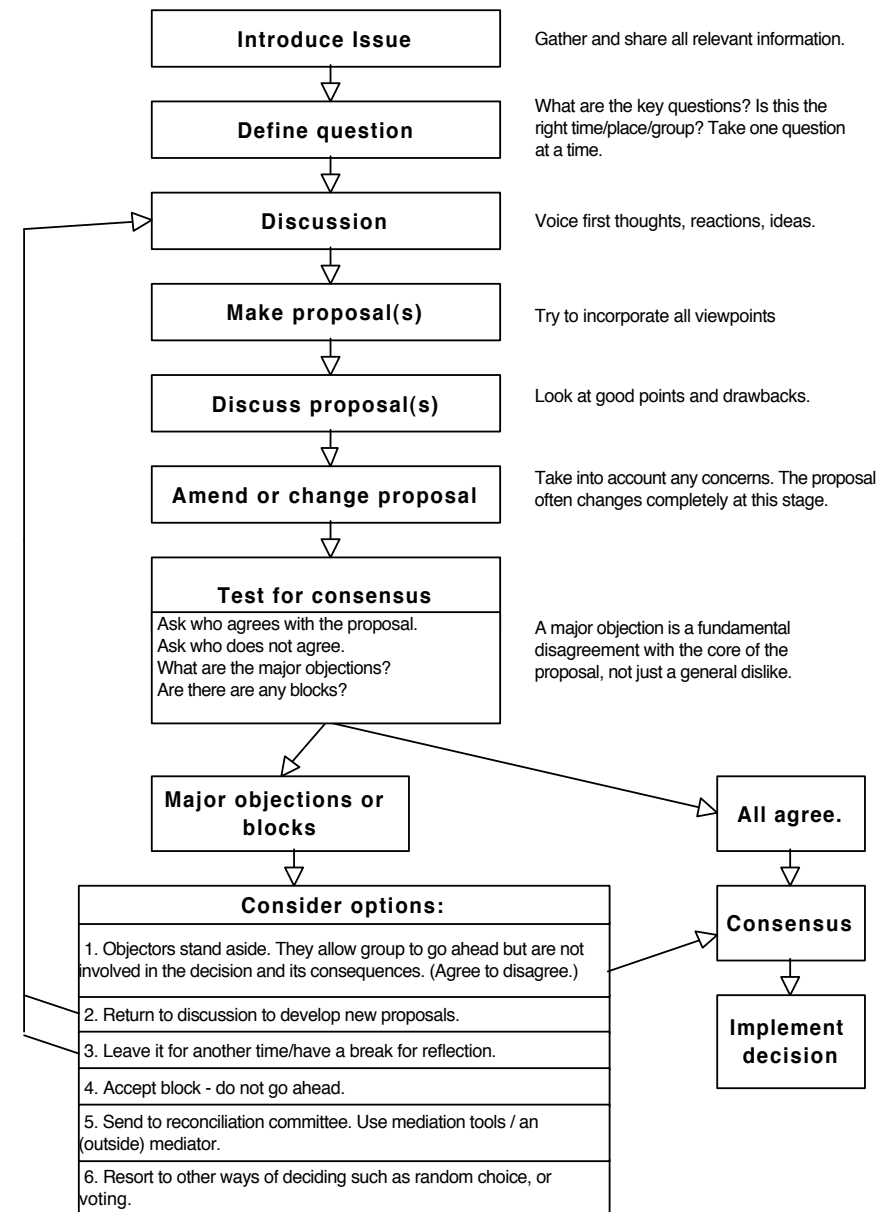 Introduce Issue
Gather and share all relevant information.
Define question
What are the key questions? Is this the
right time/place/group? Take one question
at a time.
Discussion
Voice first thoughts, reactions, ideas.
Make proposal(s)
Try to incorporate all viewpoints
Discuss proposal(s)
Look at good points and drawbacks.
Amend or change proposal
Take into account any concerns. The proposal
often changes completely at this stage.
Test for consensus
Ask who agrees with the proposal.
Ask who does not agree.
What are the major objections?
Are there are any blocks?
A major objection is a fundamental
disagreement with the core of the
proposal, not just a general dislike.
Major objections or
blocks
All agree.
Consider options:
1. Objectors stand aside. They allow group to go ahead but are not
involved in the decision and its consequences. (Agree to disagree.)
2. Return to discussion to develop new proposals.
3. Leave it for another time/have a break for reflection.
4. Accept block - do not go ahead.
5. Send to reconciliation committee. Use mediation tools / an
(outside) mediator.
6. Resort to other ways of deciding such as random choice, or
voting.
Consensus
Implement
decision